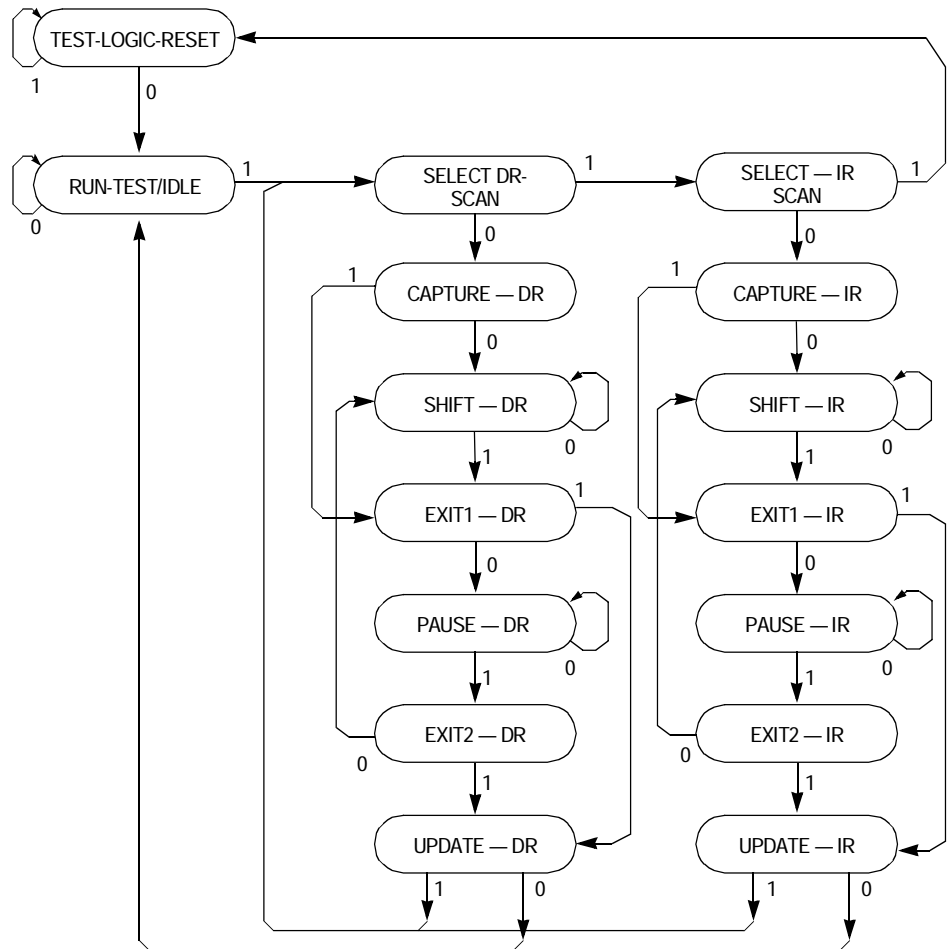 TEST-LOGIC-RESET
1
0
RUN-TEST/IDLE
0
1
SELECT DR-
SCAN
1
SELECT — IR
SCAN
1
0
0
1
CAPTURE — DR
1
CAPTURE — IR
0
0
SHIFT — DR
0
SHIFT — IR
0
1
1
EXIT1 — DR
1
EXIT1 — IR
1
0
0
PAUSE — DR
0
PAUSE — IR
0
1
1
EXIT2 — DR
0
EXIT2 — IR
0
1
1
UPDATE — DR
UPDATE — IR
1
0
1
0